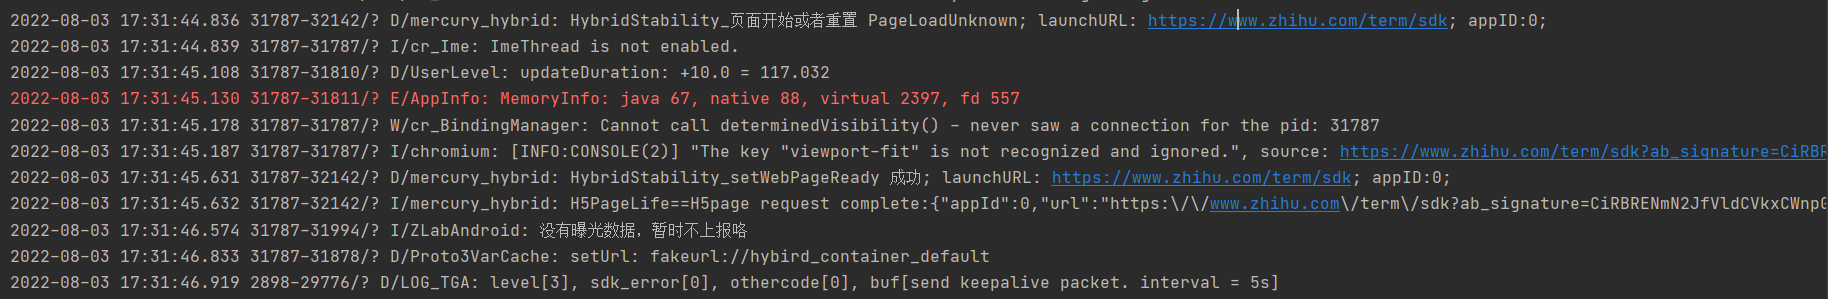 2022-08-03 17:31:44.836 31787-32142/? D/mercury_hybrid: HybridStability_页面开始或者重置 PageLoadUnknown; launchURL: https://www.zhihu.com/term/sdk; appID:0;
2022-08-03 17:31:44.839 31787-31787/? I/cr_Ime: ImeThread is not enabled.
2022-08-03 17:31:45.108 31787-31810/? D/UserLevel: updateDuration: +10.0 = 117.032
2022-08-03 17:31:45.130 31787-31811/? E/AppInfo: MemoryInfo: java 67, native 88, virtual 2397, fd 557
2022-08-03 17:31:45.178 31787-31787/? W/cr_BindingManager: Cannot call determinedVisibility() - never saw a connection for the pid: 31787
2022-08-03 17:31:45.187 31787-31787/? I/chromium: [INFO:CONSOLE(2)] "The key "viewport-fit" is not recognized and ignored.", source: https://www.zhihu.com/term/sdk?ab_signature=CiRBR
2022-08-03 17:31:45.631 31787-32142/? D/mercury_hybrid: HybridStability_setWebPageReady 成功; launchURL: https://www.zhihu.com/term/sdk; appID:0;
2022-08-03 17:31:45.632 31787-32142/? I/mercury_hybrid: H5PageLife==H5page request complete:{"appId":0,"url":"https:\/\/www.zhihu.com\/term\/sdk?ab_signature=CiRBRENmN2JfVldCVkxCWnp
2022-08-03 17:31:46.574 31787-31994/? I/ZLabAndroid: 没有曝光数据，暂时不上报咯
2022-08-03 17:31:46.833 31787-31878/? D/Proto3VarCache: setUrl: fakeurl://hybird_container_default
2022-08-03 17:31:46.919 2898-29776/? D/LOG_TGA: level[3], sdk_error[0], othercode[0], buf[send keepalive packet. interval = 5s]